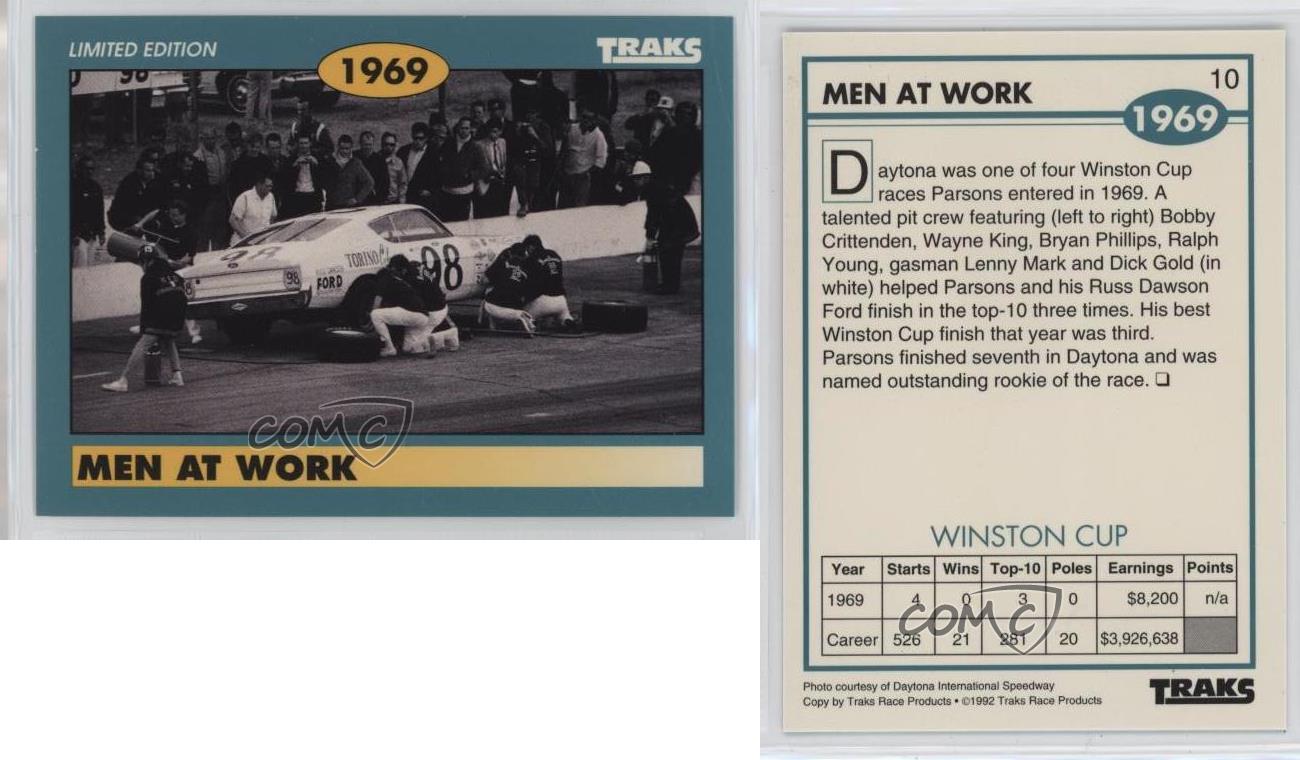 LIMITED EDITION
TRAKS
1969
98
98
TORINO
98
98
FORD
COMC
MEN AT WORK
MEN AT WORK
10
1969
Daytona was one of four Winston Cup
races Parsons entered in 1969. A
talented pit crew featuring (left to right) Bobby
Crittenden, Wayne King, Bryan Phillips, Ralph
Young, gasman Lenny Mark and Dick Gold (in
white) helped Parsons and his Russ Dawson
Ford finish in the top-10 three times. His best
Winston Cup finish that year was third.
Parsons finished seventh in Daytona and was
named outstanding rookie of the race. ❑
WINSTON CUP
Year Starts Wins Top-10 Poles Earnings Points
1969 4 0 3 0 $8,200 n/a
Career 526 21 281 20 $3,926,638
COMC
Photo courtesy of Daytona International Speedway
Copy by Traks Race Products • ©1992 Traks Race Products
TRAKS